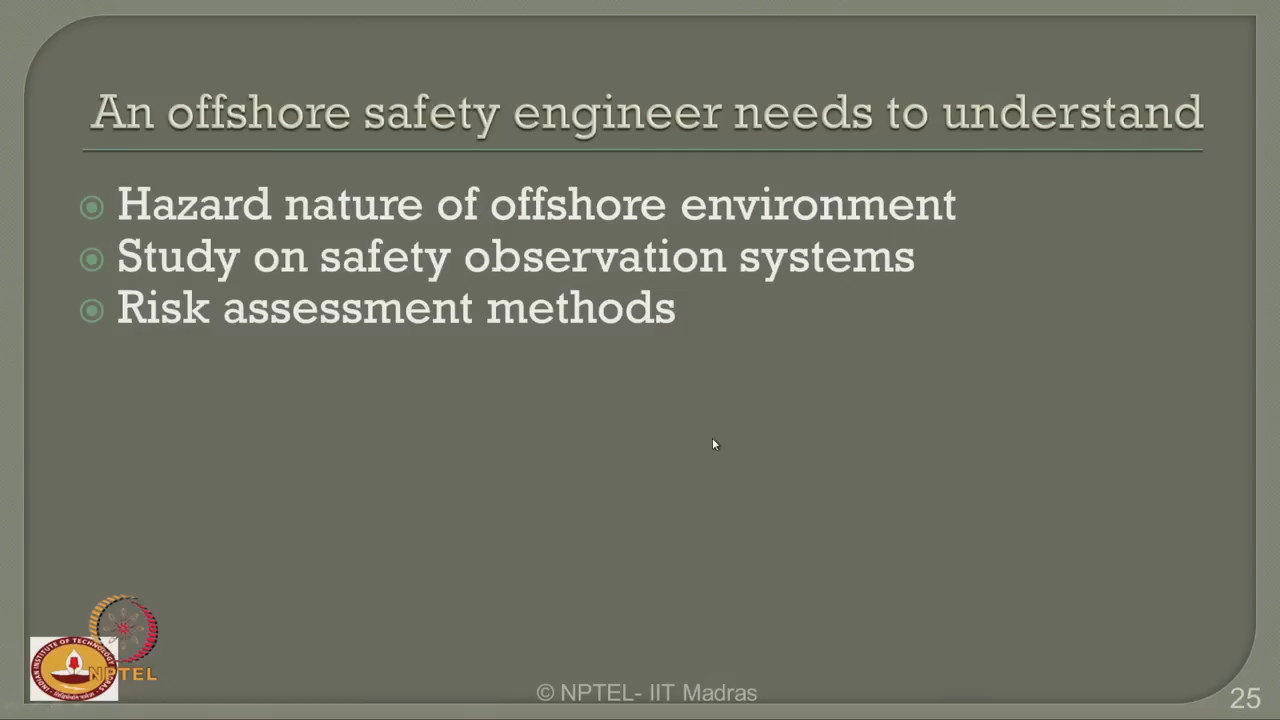 An offshore safety engineer needs to understand
Hazard nature of offshore environment
Study on safety observation systems
Risk assessment methods
NPTEL
© NPTEL- IIT Madras
25